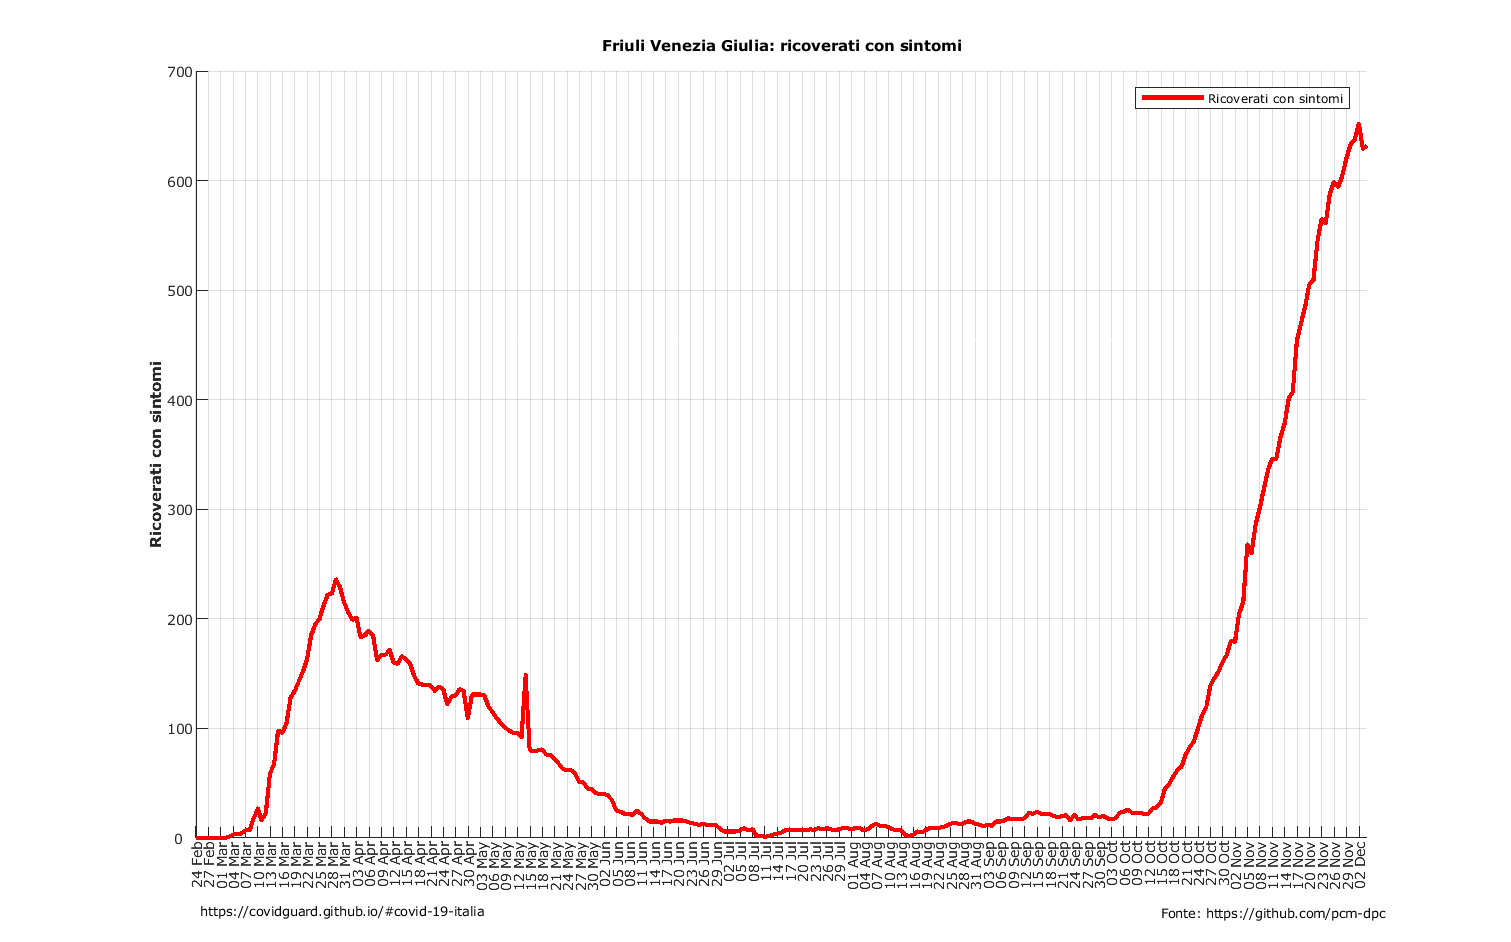 Friuli Venezia Giulia: ricoverati con sintomi
Ricoverati con sintomi
Ricoverati con sintomi
700
600
500
400
300
200
100
0
24 Feb
27 Feb
01 Mar
04 Mar
07 Mar
10 Mar
13 Mar
16 Mar
19 Mar
22 Mar
25 Mar
28 Mar
31 Mar
03 Apr
06 Apr
09 Apr
12 Apr
15 Apr
18 Apr
21 Apr
24 Apr
27 Apr
30 Apr
03 May
06 May
09 May
12 May
15 May
18 May
21 May
24 May
27 May
30 May
02 Jun
05 Jun
08 Jun
11 Jun
14 Jun
17 Jun
20 Jun
23 Jun
26 Jun
29 Jun
02 Jul
05 Jul
08 Jul
11 Jul
14 Jul
17 Jul
20 Jul
23 Jul
26 Jul
29 Jul
01 Aug
04 Aug
07 Aug
10 Aug
13 Aug
16 Aug
19 Aug
22 Aug
25 Aug
28 Aug
31 Aug
03 Sep
06 Sep
09 Sep
12 Sep
15 Sep
18 Sep
21 Sep
24 Sep
27 Sep
30 Sep
03 Oct
06 Oct
09 Oct
12 Oct
15 Oct
18 Oct
21 Oct
24 Oct
27 Oct
30 Oct
02 Nov
05 Nov
08 Nov
11 Nov
14 Nov
17 Nov
20 Nov
23 Nov
26 Nov
29 Nov
02 Dec
https://covidguard.github.io/#covid-19-italia
Fonte: https://github.com/pcm-dpc